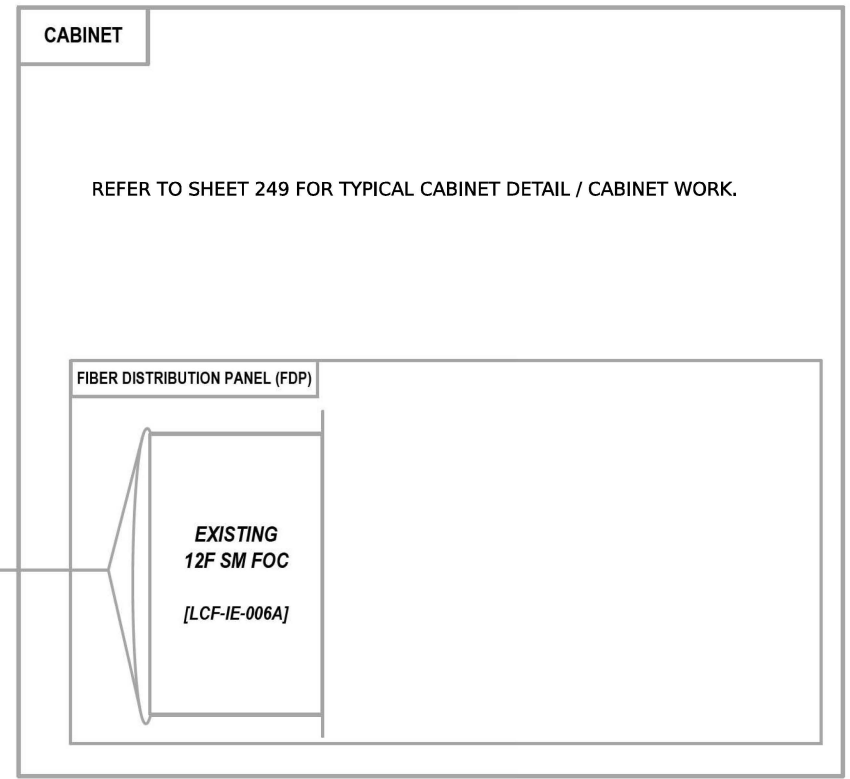 CABINET
REFER TO SHEET 249 FOR TYPICAL CABINET DETAIL / CABINET WORK.
FIBER DISTRIBUTION PANEL (FDP)
EXISTING
12F SM FOC
[LCF-IE-006A]